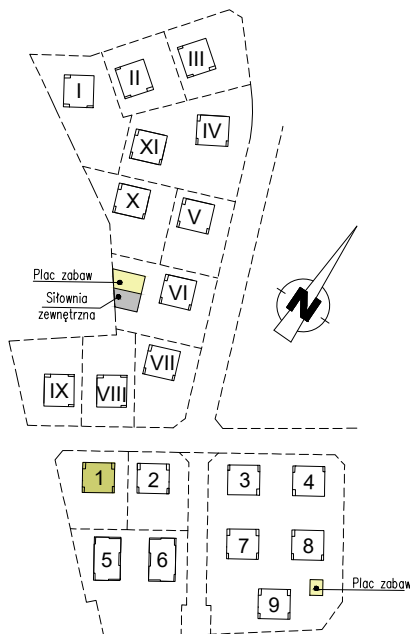 III
II
I
IV
XI
X
V
Plac zabaw
Siłownia
zewnętrzna
VI
N
VII
IX
VIII
1
2
3
4
5
6
7
8
9
Plac zabaw